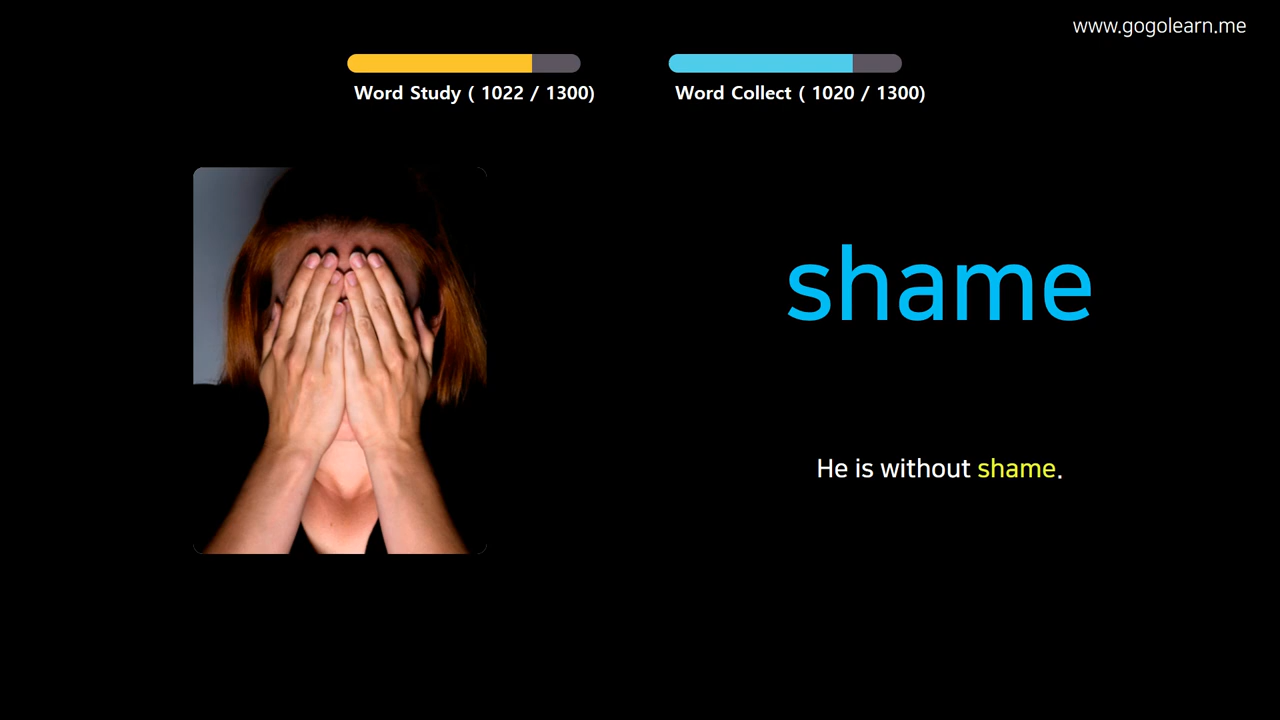 www.gogolearn.me
Word Study ( 1022 / 1300)
Word Collect ( 1020 / 1300)
shame
He is without shame.